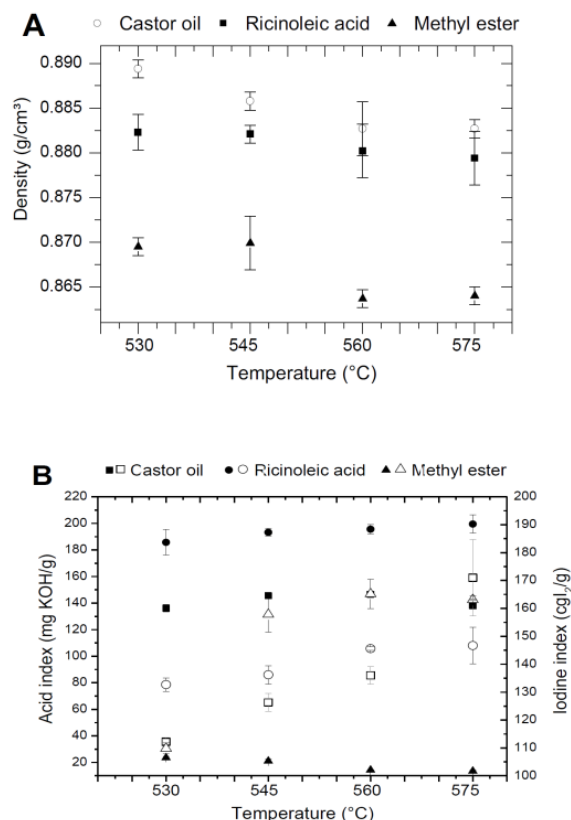 A
○ Castor oil ■ Ricinoleic acid ▲ Methyl ester
0.890
0.885
0.880
0.875
0.870
0.865
Density (g/cm³)
530 545 560 575
Temperature (°C)
B
■□Castor oil ●○Ricinoleic acid ▲△Methyl ester
220
200
180
160
140
120
100
80
60
40
20
Acid index (mg KOH/g)
200
190
180
170
160
150
140
130
120
110
100
Iodine index (cgI₂/g)
530 545 560 575
Temperature (°C)